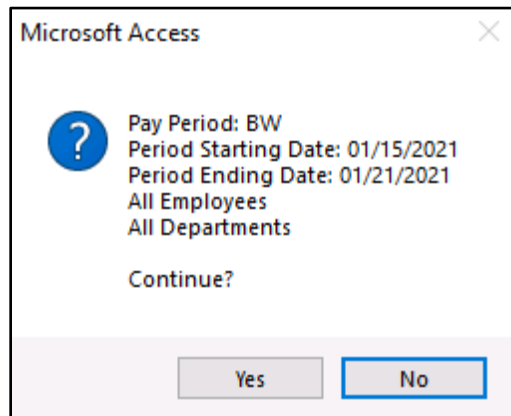 Microsoft Access
?
Pay Period: BW
Period Starting Date: 01/15/2021
Period Ending Date: 01/21/2021
All Employees
All Departments
Continue?
Yes No